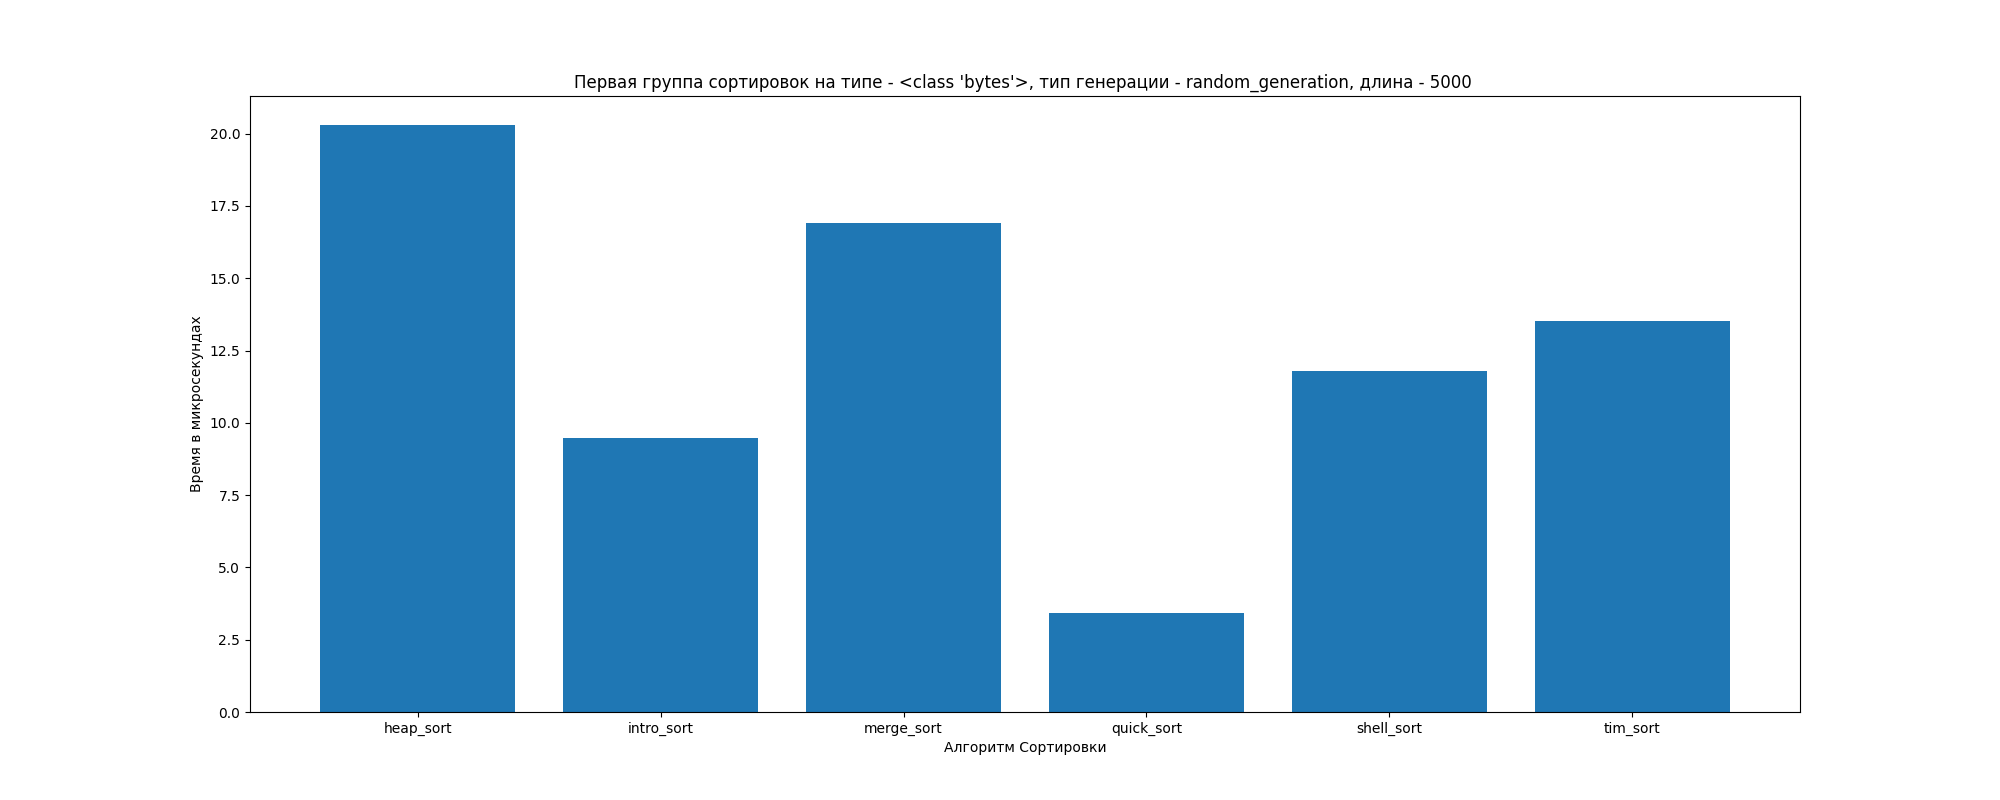 Первая группа сортировок на типе - <class 'bytes'>, тип генерации - random_generation, длина - 5000
20.0
17.5
15.0
12.5
10.0
7.5
5.0
2.5
0.0
Время в микросекундах
heap_sort intro_sort merge_sort quick_sort shell_sort tim_sort
Алгоритм Сортировки